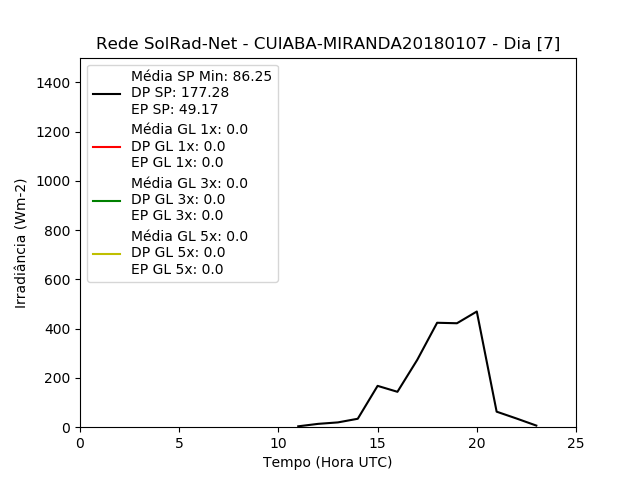 Rede SolRad-Net - CUIABA-MIRANDA20180107 - Dia [7]
Média SP Min: 86.25
DP SP: 177.28
EP SP: 49.17
Média GL 1x: 0.0
DP GL 1x: 0.0
EP GL 1x: 0.0
Média GL 3x: 0.0
DP GL 3x: 0.0
EP GL 3x: 0.0
Média GL 5x: 0.0
DP GL 5x: 0.0
EP GL 5x: 0.0
Irradiância (Wm-2)
1400
1200
1000
800
600
400
200
0
0 5 10 15 20 25
Tempo (Hora UTC)